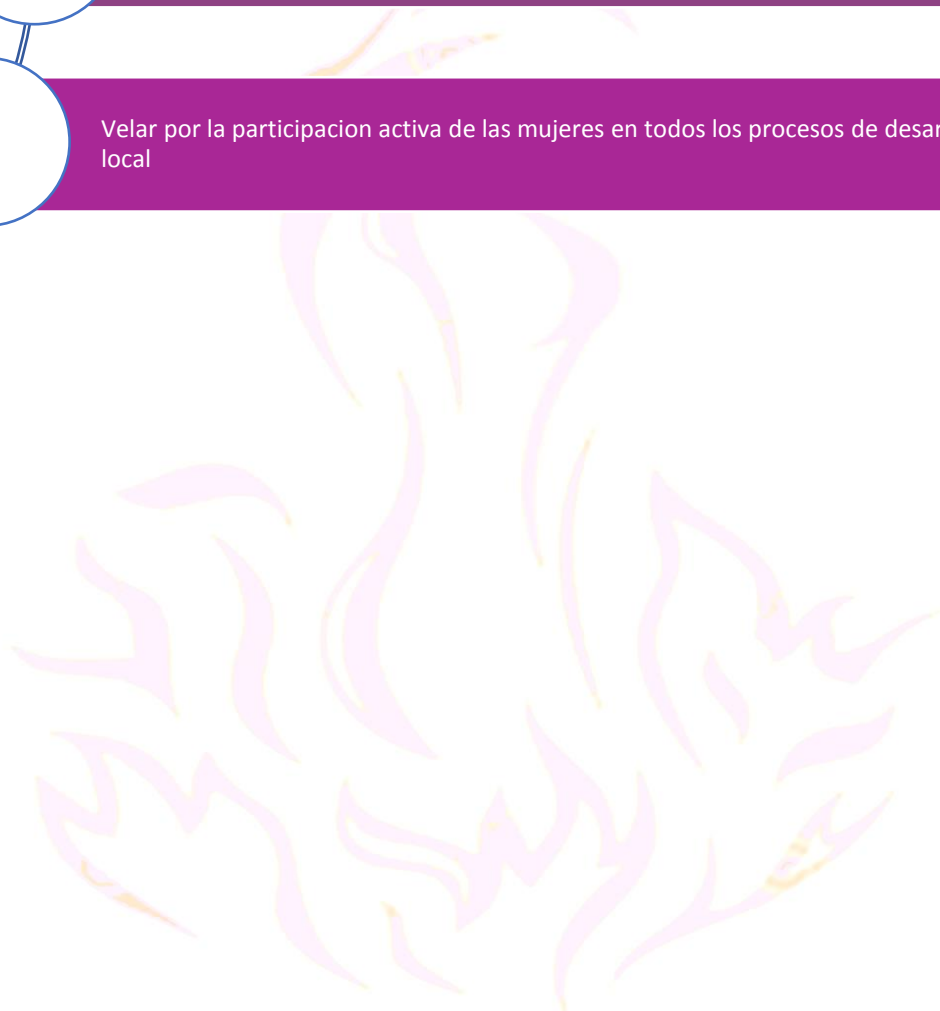 Velar por la participacion activa de las mujeres en todos los procesos de desar
local